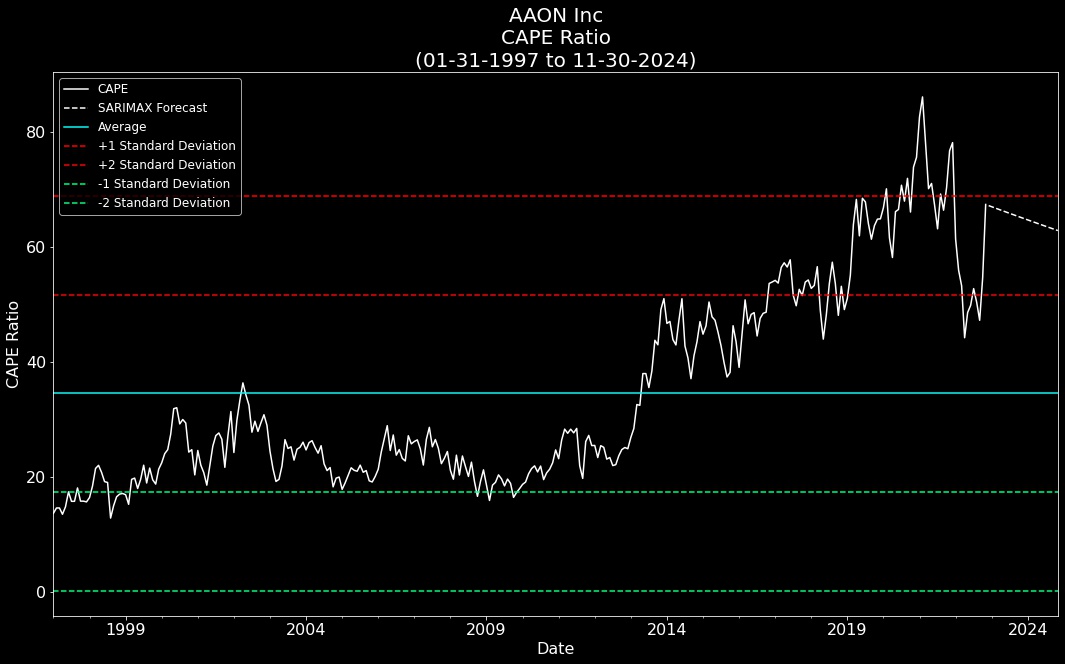 AAON Inc
CAPE Ratio
(01-31-1997 to 11-30-2024)
CAPE
SARIMAX Forecast
Average
+1 Standard Deviation
+2 Standard Deviation
-1 Standard Deviation
-2 Standard Deviation
CAPE Ratio
80
60
40
20
0
1999
2004
2009
2014
2019
2024
Date